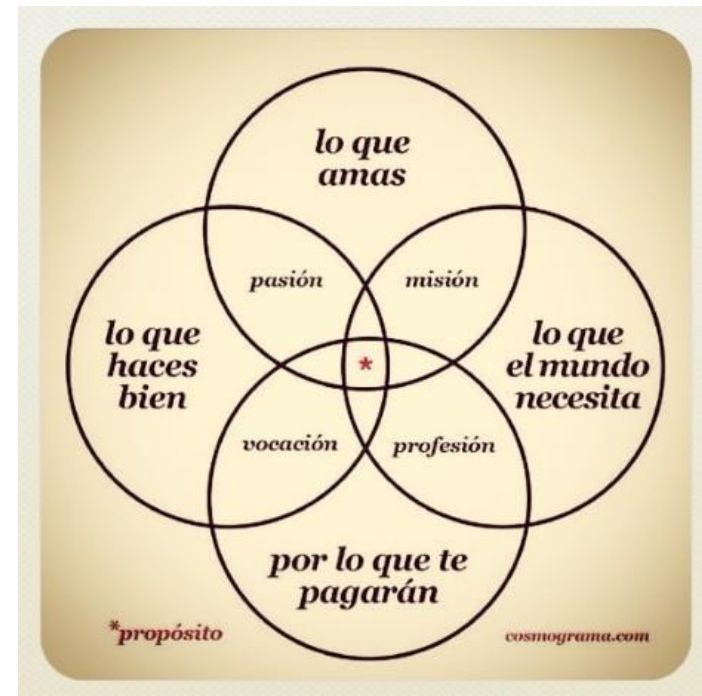 lo que
amas
pasión
misión
lo que
haces
bien
*
lo que
el mundo
necesita
vocación
profesión
por lo que te
pagarán
*propósito
cosmograma.com